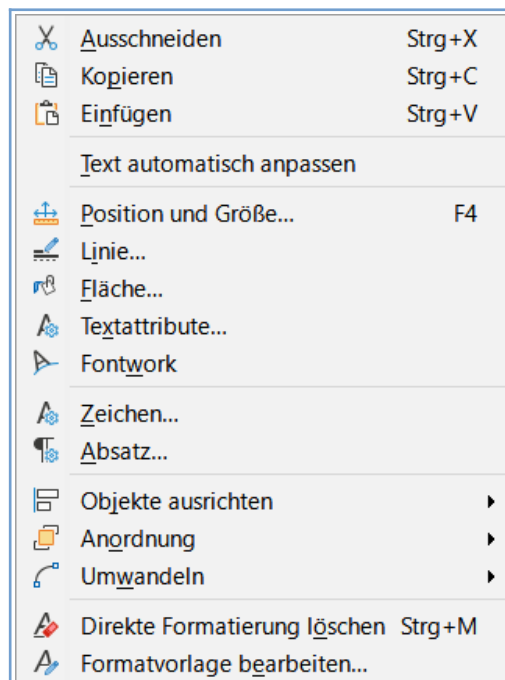 Ausschneiden Strg+X
Kopieren Strg+C
Einfügen Strg+V
Text automatisch anpassen
Position und Größe... F4
Linie...
Fläche...
Textattribute...
Fontwork
Zeichen...
Absatz...
Objekte ausrichten
Anordnung
Umwandeln
Direkte Formatierung löschen Strg+M
Formatvorlage bearbeiten...